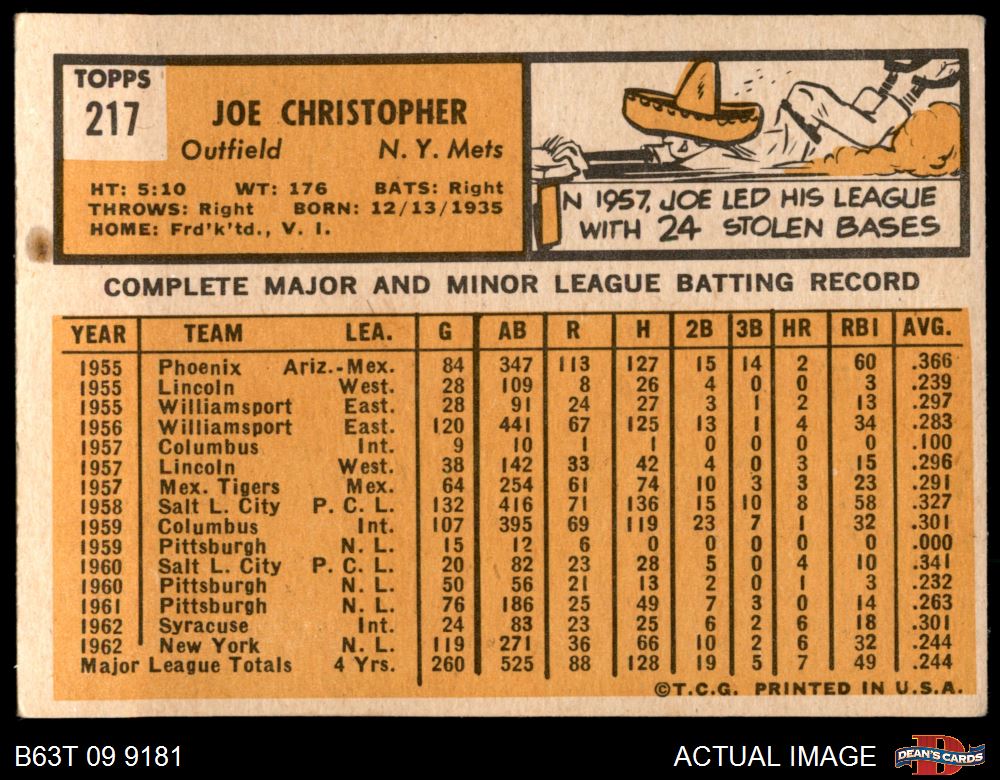 TOPPS
217
JOE CHRISTOPHER
Outfield N. Y. Mets
HT: 5:10 WT: 176 BATS: Right
THROWS: Right BORN: 12/13/1935
HOME: Frd'k'td., V. I.
IN 1957, JOE LED HIS LEAGUE
WITH 24 STOLEN BASES
COMPLETE MAJOR AND MINOR LEAGUE BATTING RECORD
YEAR TEAM LEA. G AB R H 2B 3B HR RBI AVG.
1955 Phoenix Ariz.-Mex. 84 347 113 127 15 14 2 60 .366
1955 Lincoln West. 28 109 8 26 4 0 0 3 .239
1955 Williamsport East. 28 91 24 27 3 1 2 13 .297
1956 Williamsport East. 120 441 67 125 13 1 4 34 .283
1957 Columbus Int. 9 10 1 1 0 0 0 0 .100
1957 Lincoln West. 38 142 33 42 4 0 3 15 .296
1957 Mex. Tigers Mex. 64 254 61 74 10 3 3 23 .291
1958 Salt L. City P. C. L. 132 416 71 136 15 10 8 58 .327
1959 Columbus Int. 107 395 69 119 23 7 1 32 .301
1959 Pittsburgh N. L. 15 12 6 0 0 0 0 0 .000
1960 Salt L. City P. C. L. 20 82 23 28 5 0 4 10 .341
1960 Pittsburgh N. L. 50 56 21 13 2 0 1 3 .232
1961 Pittsburgh N. L. 76 186 25 49 7 3 0 14 .263
1962 Syracuse Int. 24 83 23 25 6 2 6 18 .301
1962 New York N. L. 119 271 36 66 10 2 6 32 .244
Major League Totals 4 Yrs. 260 525 88 128 19 5 7 49 .244
©T.C.G. PRINTED IN U.S.A.
B63T 09 9181 ACTUAL IMAGE DEAN'S CARDS